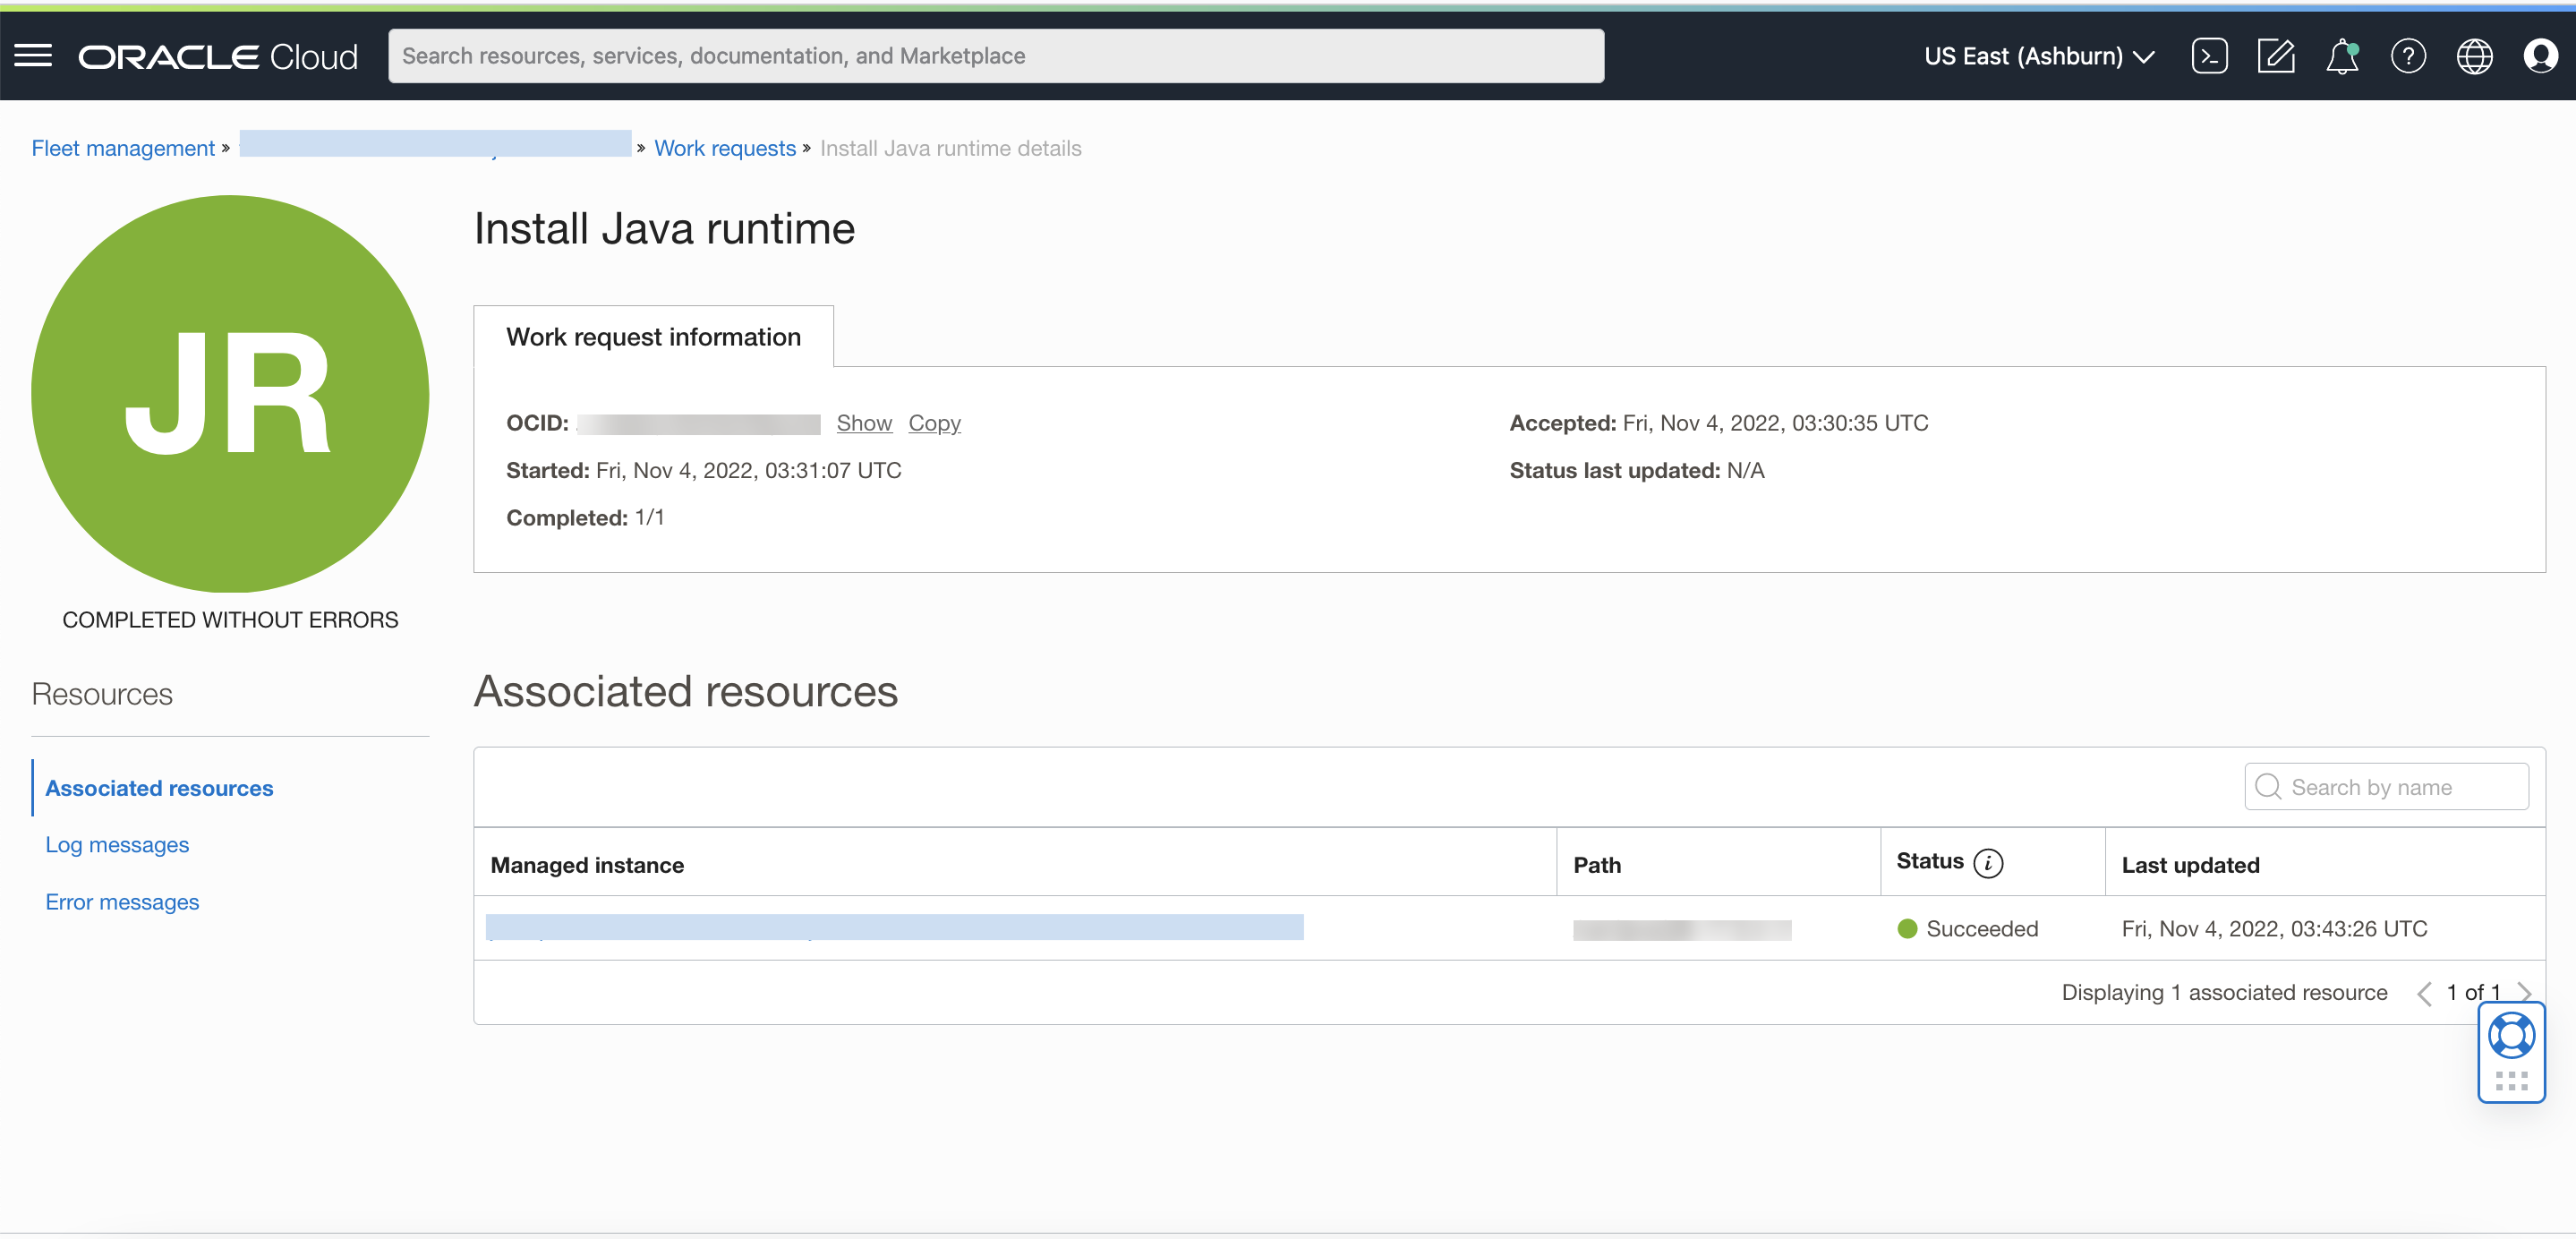 ORACLE Cloud
Search resources, services, documentation, and Marketplace
US East (Ashburn)
Fleet management » » Work requests » Install Java runtime details
JR
COMPLETED WITHOUT ERRORS
Install Java runtime
Work request information
OCID: Show Copy
Started: Fri, Nov 4, 2022, 03:31:07 UTC
Completed: 1/1
Accepted: Fri, Nov 4, 2022, 03:30:35 UTC
Status last updated: N/A
Resources
Associated resources
Log messages
Error messages
Associated resources
Search by name
Managed instance Path Status i Last updated
Succeeded Fri, Nov 4, 2022, 03:43:26 UTC
Displaying 1 associated resource 1 of 1